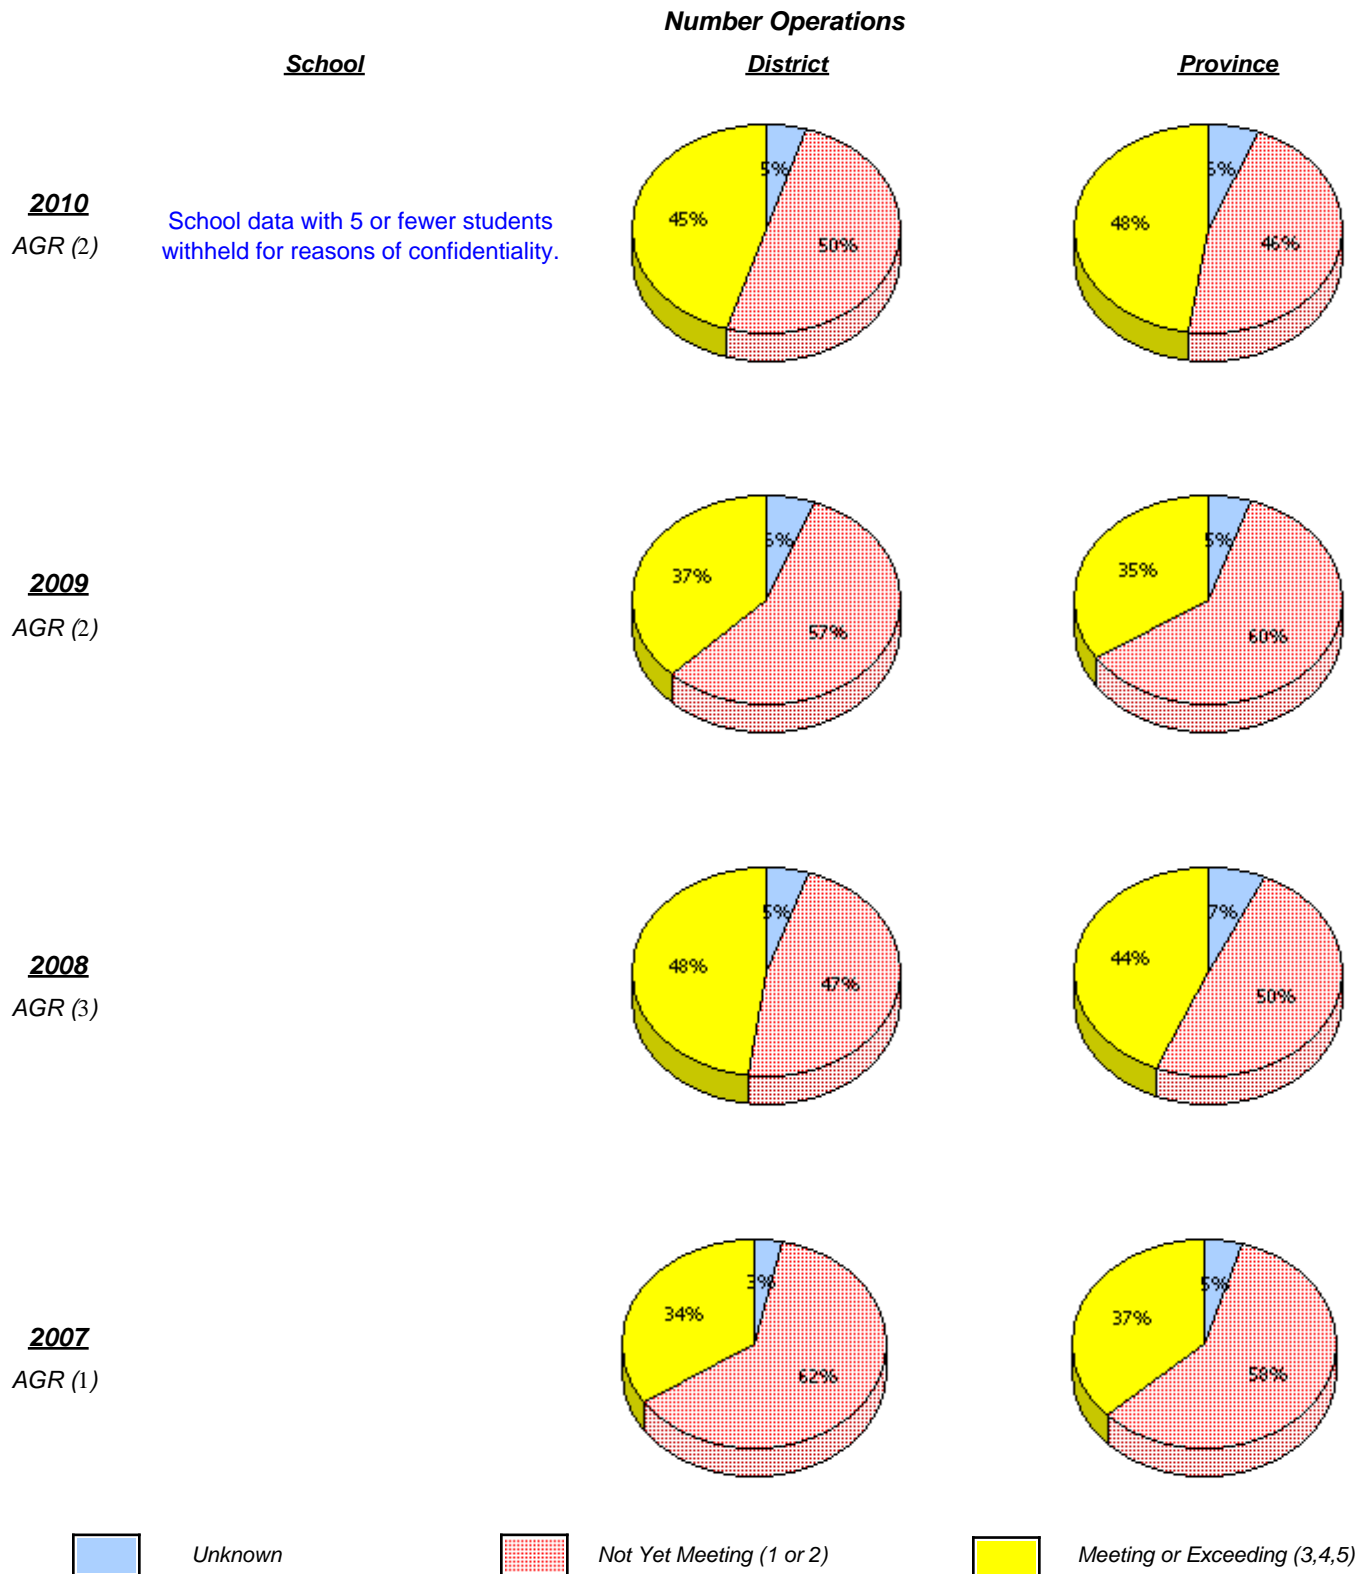 Number Operations
School District Province
5% 6%
2010
AGR (2)
School data with 5 or fewer students
withheld for reasons of confidentiality.
45% 50% 48% 46%
6% 5%
2009
AGR (2)
37% 57% 35% 60%
5% 7%
2008
AGR (3)
48% 47% 44% 50%
3% 5%
2007
AGR (1)
34% 62% 37% 58%
Unknown Not Yet Meeting (1 or 2) Meeting or Exceeding (3,4,5)